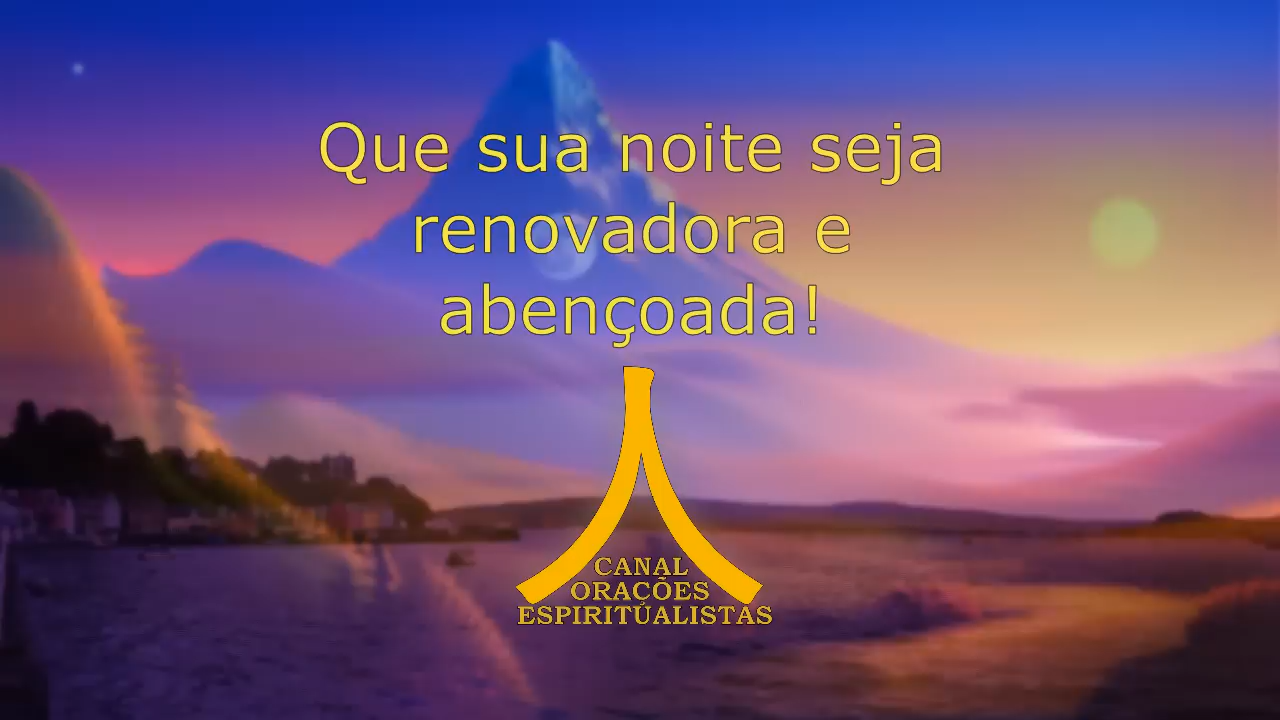 Que sua noite seja
renovadora e
abençoada!
CANAL
ORAÇÕES
ESPIRITUALISTAS